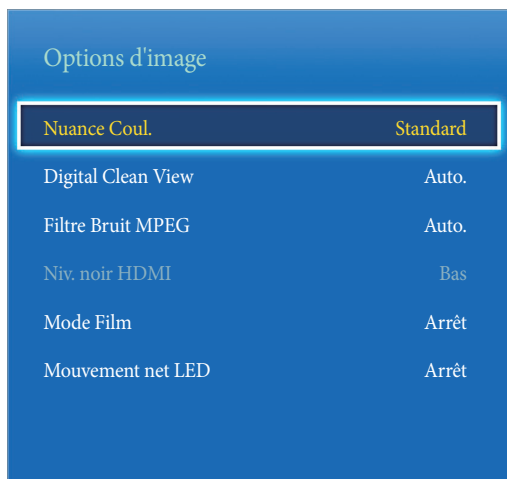 Options d'image
Nuance Coul. Standard
Digital Clean View Auto.
Filtre Bruit MPEG Auto.
Niv. noir HDMI Bas
Mode Film Arrêt
Mouvement net LED Arrêt